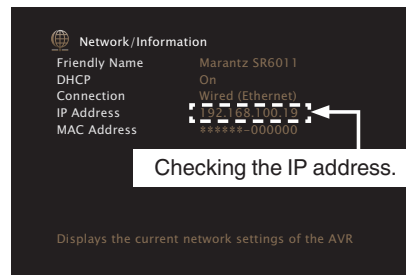 Network/Information
Friendly Name Marantz SR6011
DHCP On
Connection Wired (Ethernet)
IP Address 192.168.100.19
MAC Address ******-000000
Checking the IP address.
Displays the current network settings of the AVR